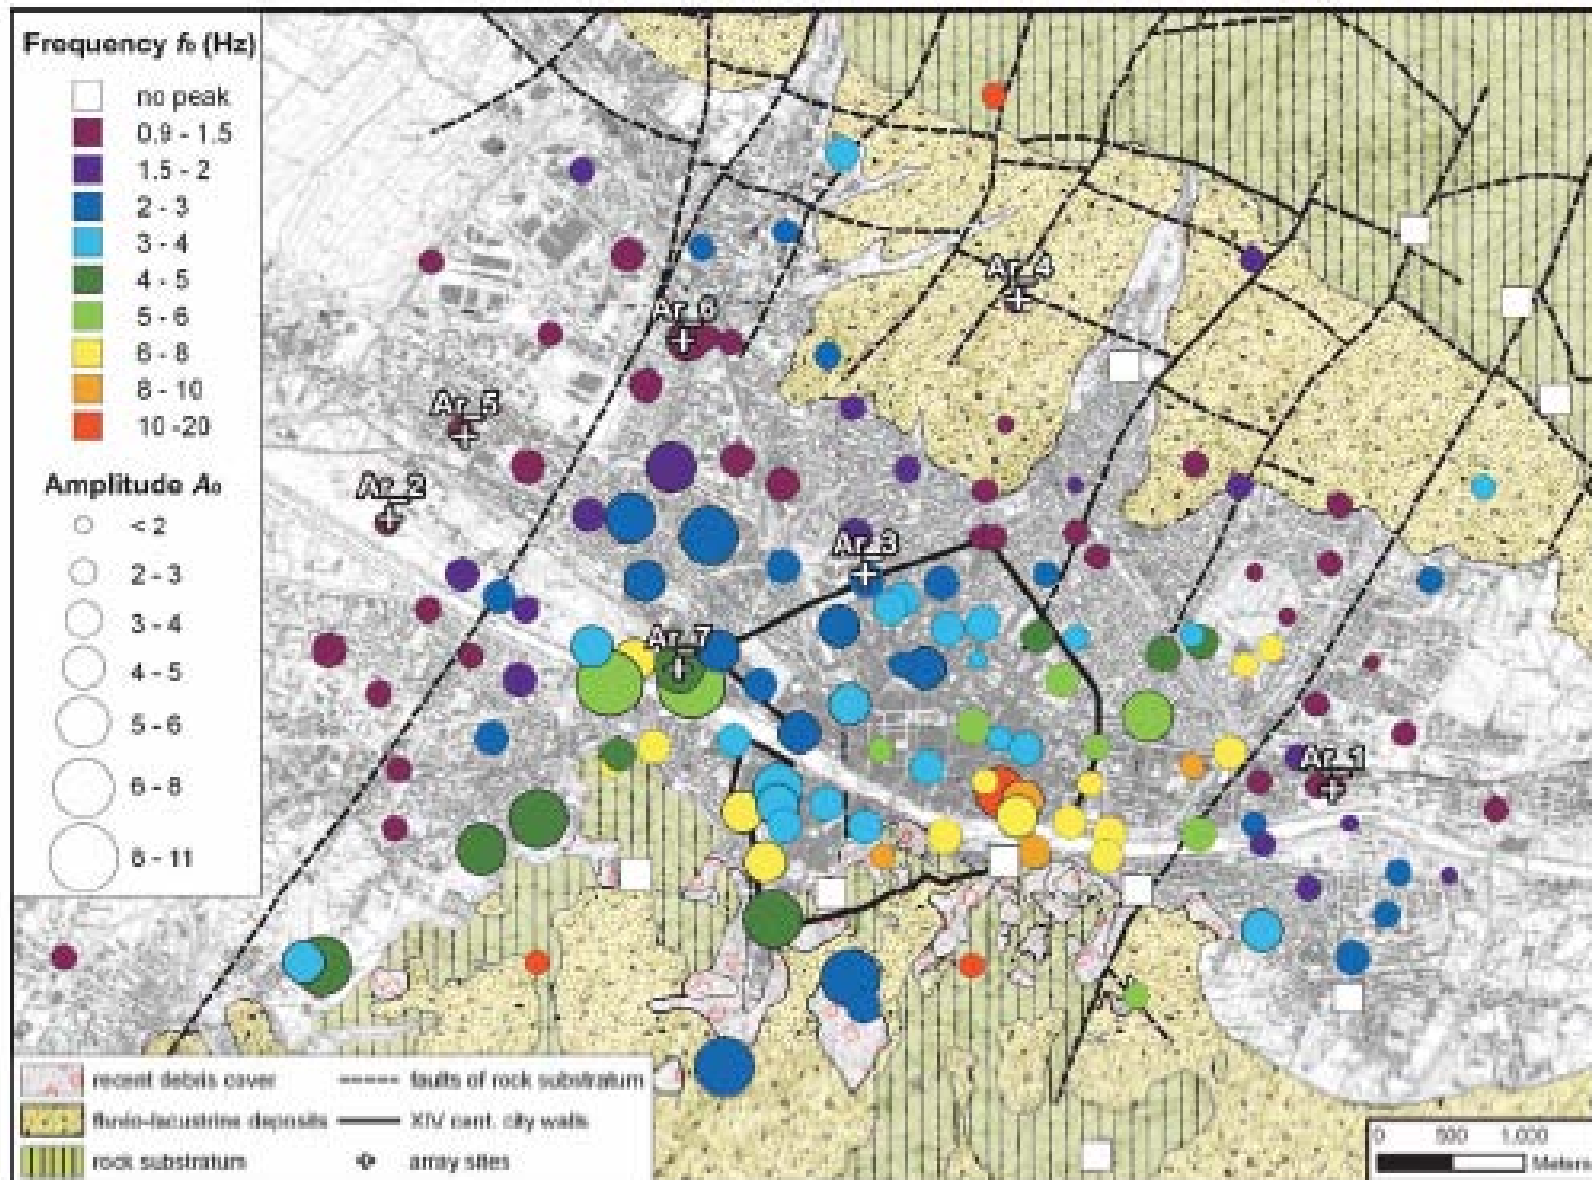 Frequency f₀ (Hz)
no peak
0.9 - 1.5
1.5 - 2
2 - 3
3 - 4
4 - 5
5 - 6
6 - 8
8 - 10
10 -20
Amplitude A₀
< 2
2 - 3
3 - 4
4 - 5
5 - 6
6 - 8
8 - 11
Ar_4
Ar_6
Ar_5
Ar_2
Ar_3
Ar_7
Ar_1
recent debris cover
faults of rock substratum
fluvio-lacustrine deposits
XIV cent. city walls
rock substratum
array sites
0 500 1,000
Meters